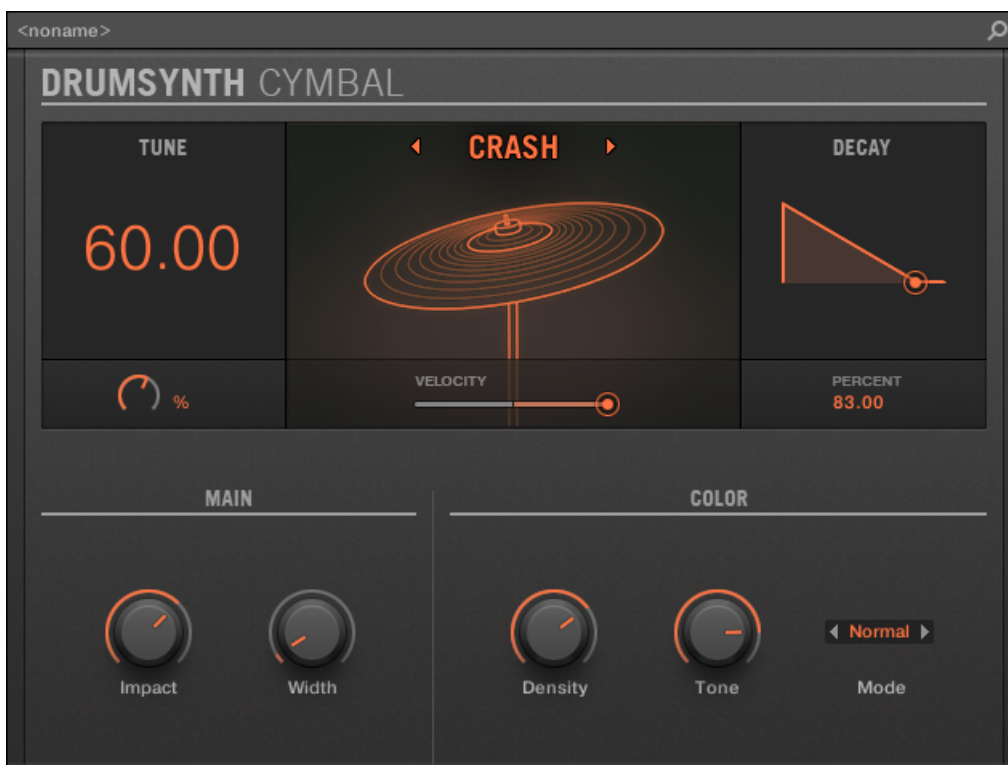 <noname>
DRUMSYNTH CYMBAL
TUNE
CRASH
DECAY
60.00
%
VELOCITY
PERCENT
83.00
MAIN
COLOR
Impact
Width
Density
Tone
Normal
Mode